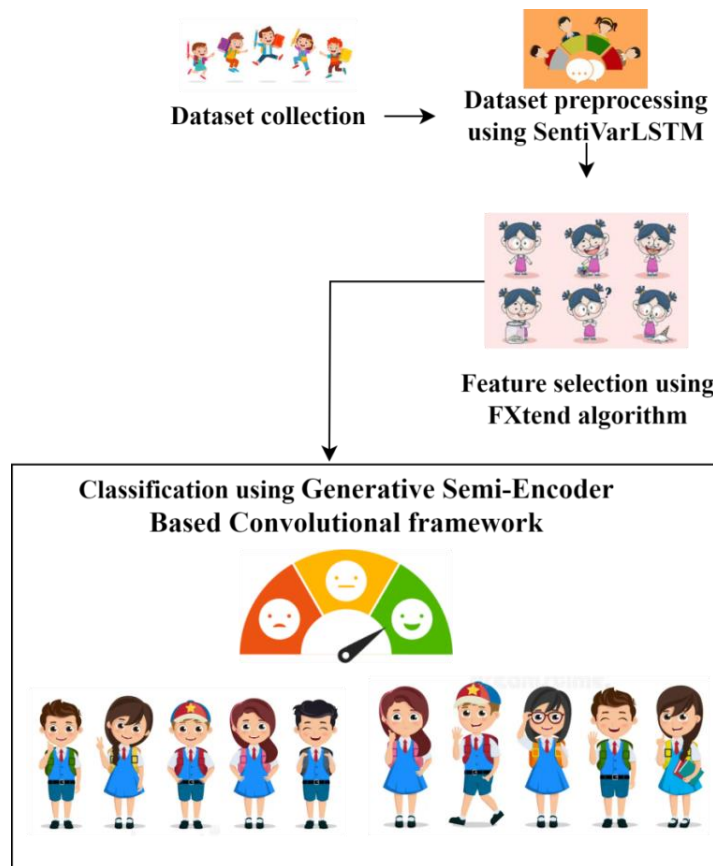 Dataset collection
Dataset preprocessing
using SentiVarLSTM
?
Feature selection using
FXtend algorithm
Classification using Generative Semi-Encoder
Based Convolutional framework